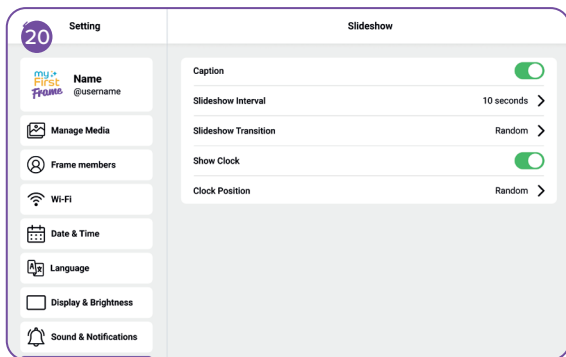 20
Setting
Slideshow
my
First
Frame
Name
@username
Manage Media
Frame members
Wi-Fi
Date & Time
Language
Display & Brightness
Sound & Notifications
Caption
Slideshow Interval 10 seconds
Slideshow Transition Random
Show Clock
Clock Position Random